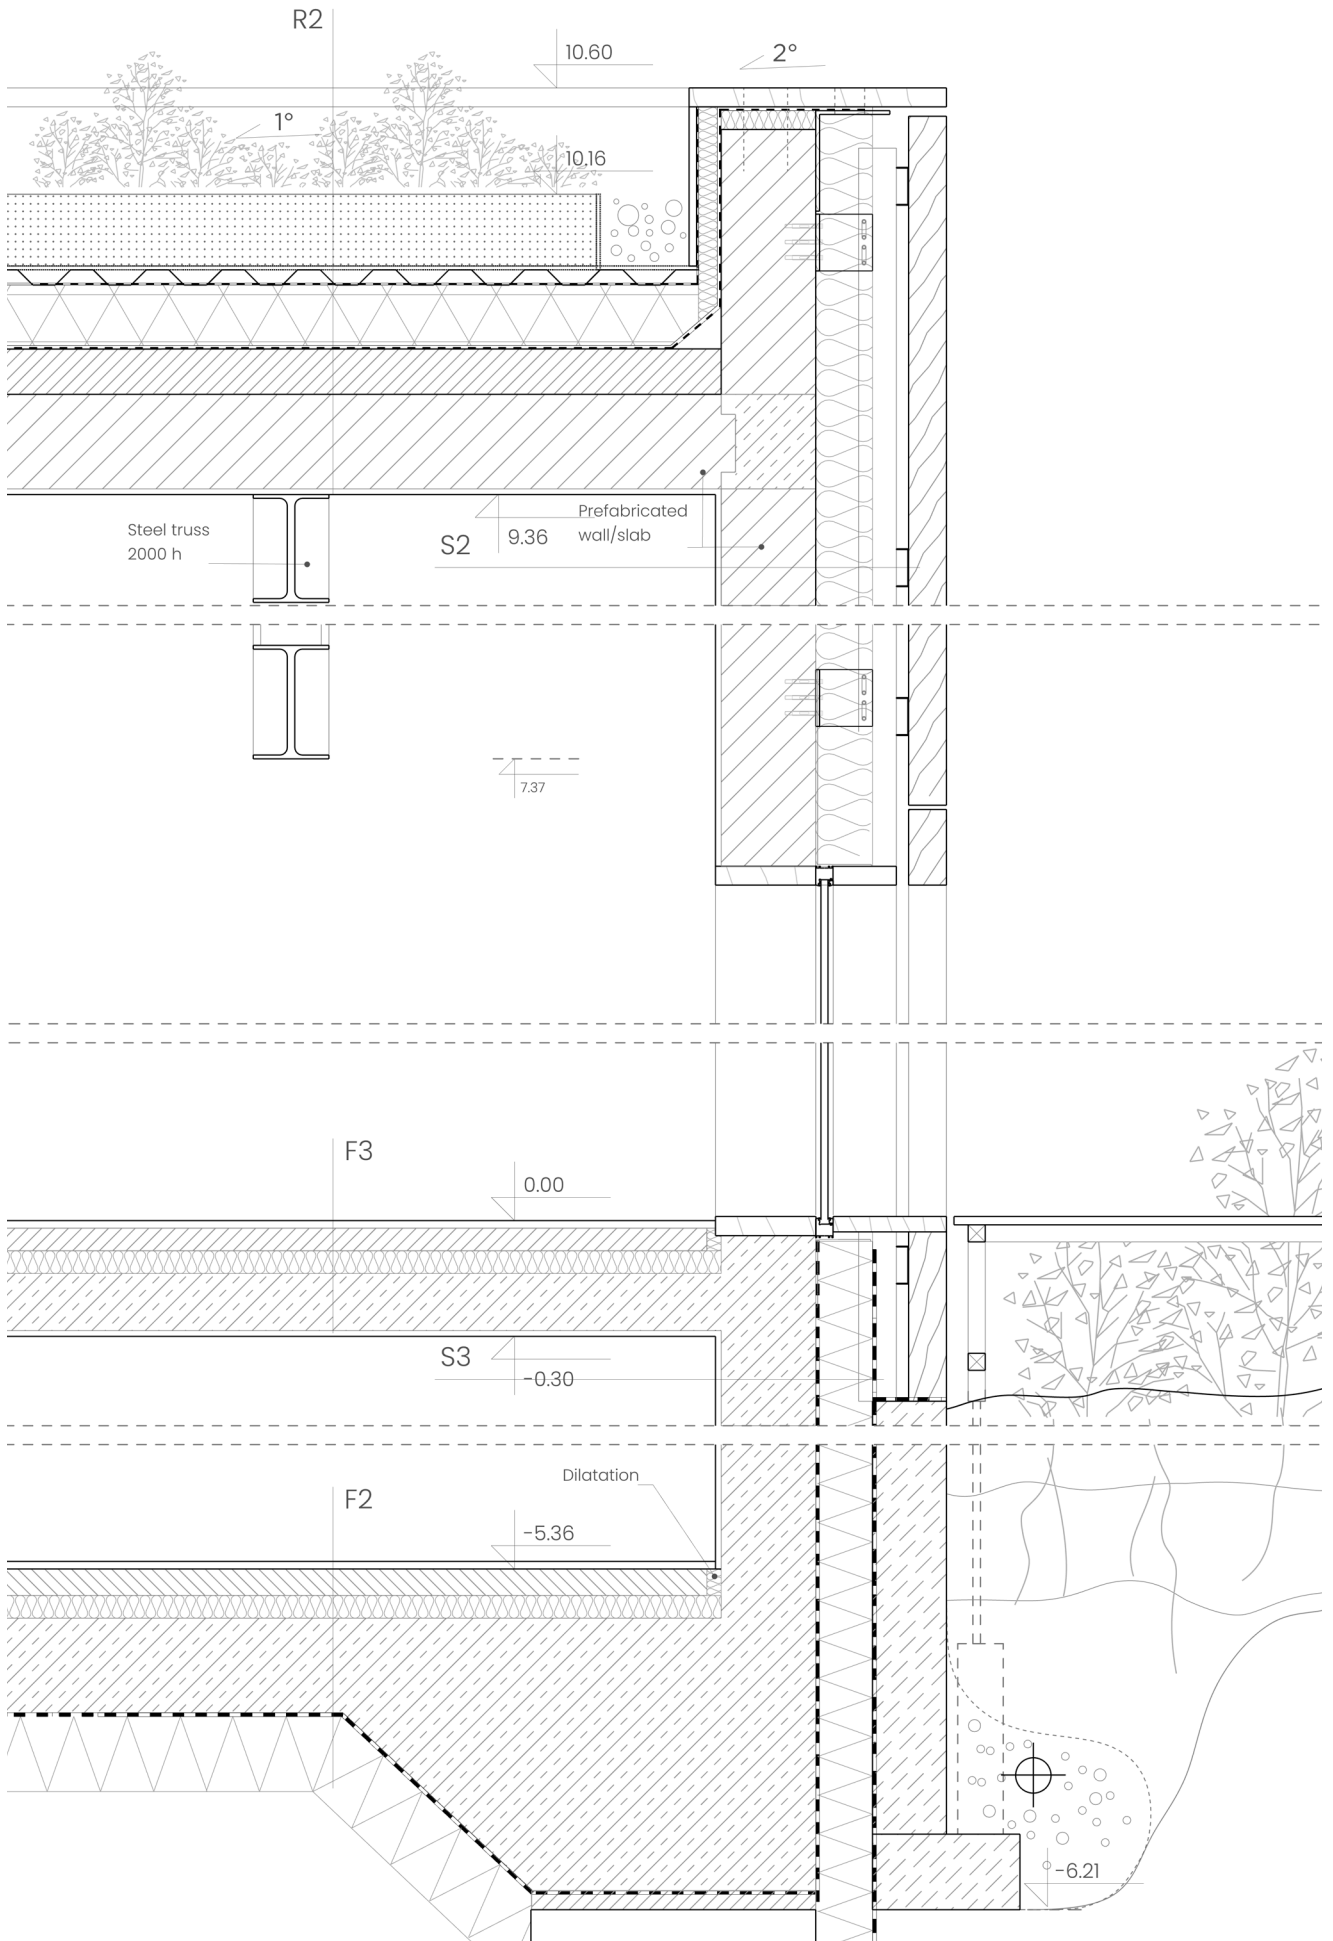 R2
10.60
2°
1°
10.16
Steel truss
2000 h
9.36
S2
Prefabricated
wall/slab
7.37
F3
0.00
S3
-0.30
Dilatation
F2
-5.36
-6.21